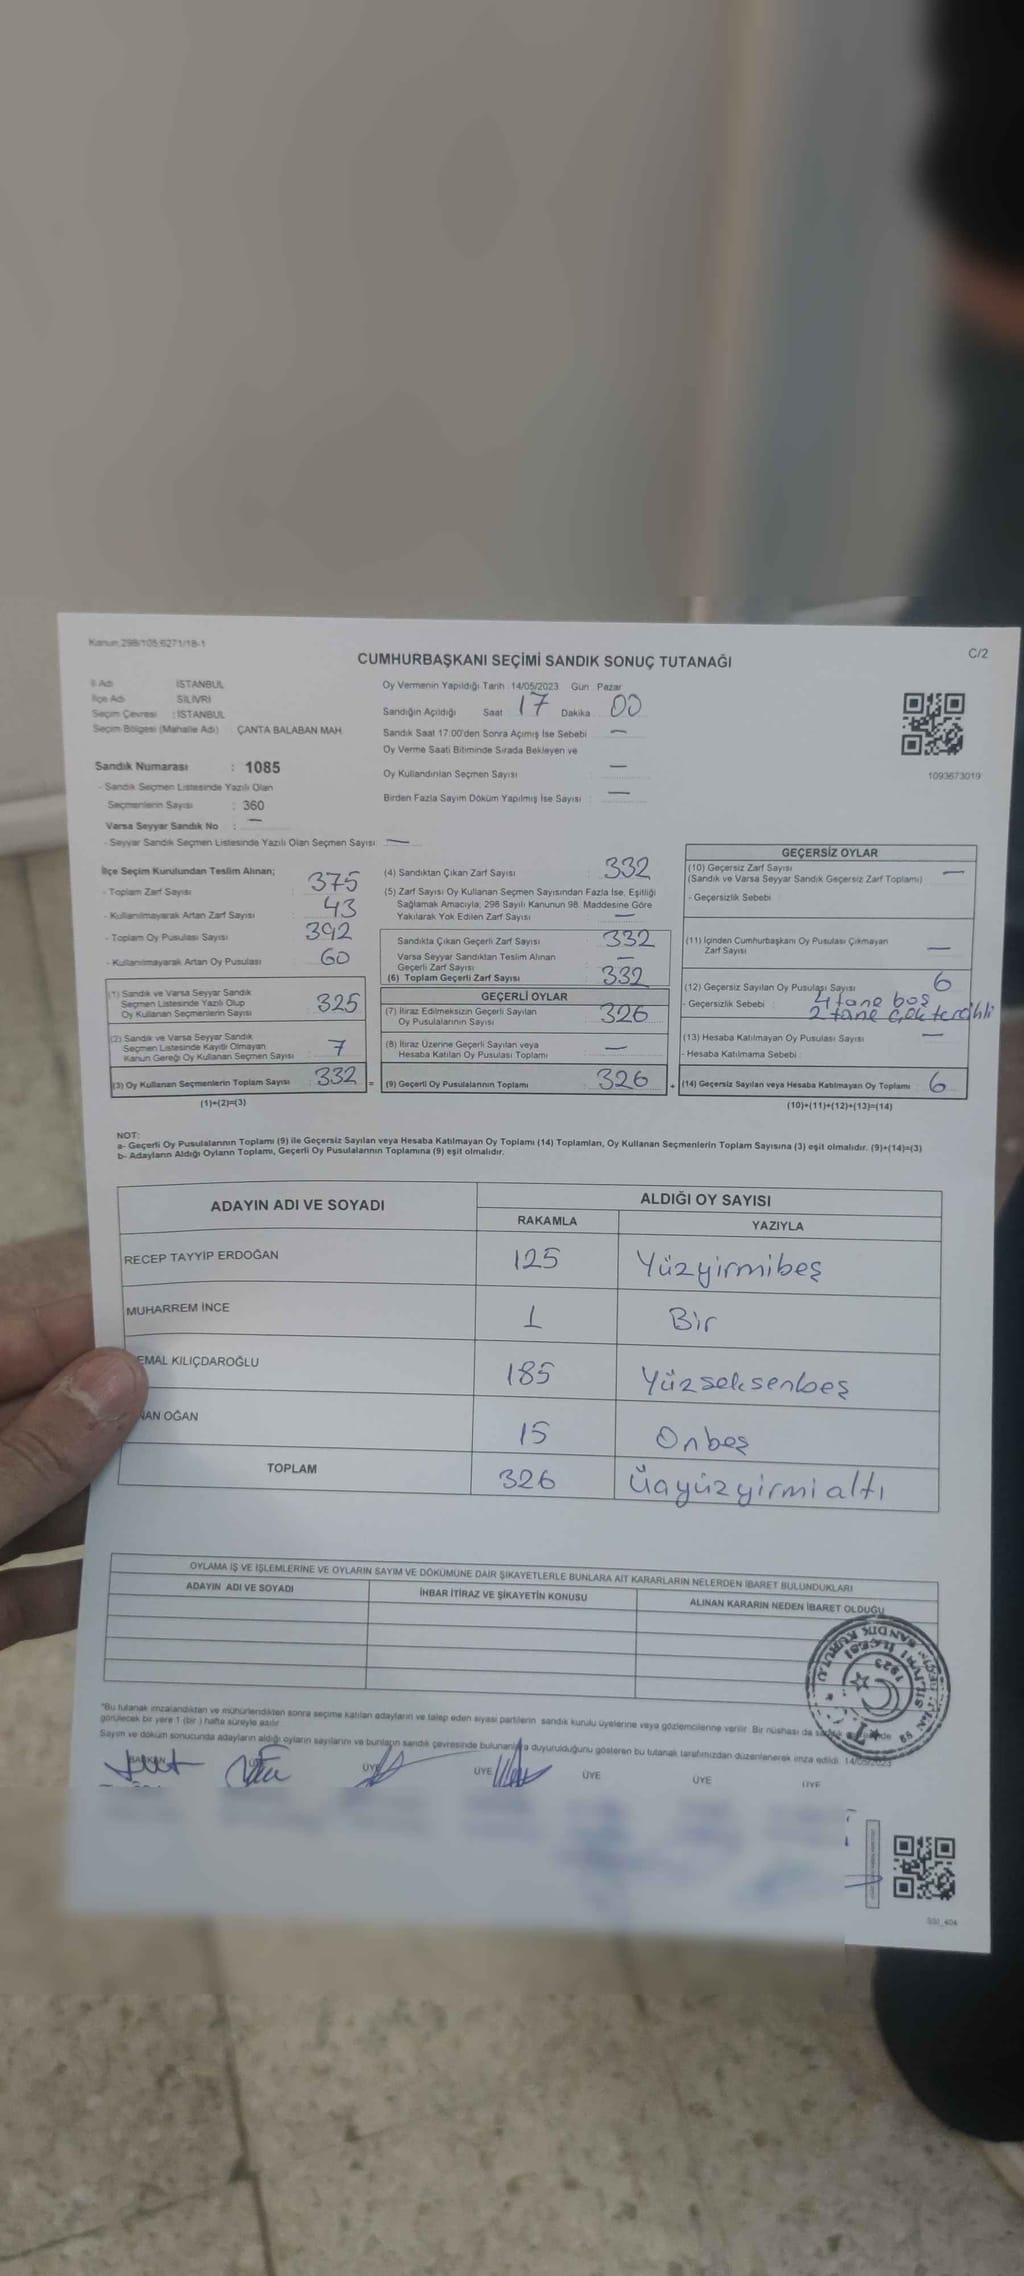 Kanun:298/105;6271/18-1
C/2
CUMHURBAŞKANI SEÇİMİ SANDIK SONUÇ TUTANAĞI
İl Adı İSTANBUL
İlçe Adı SİLİVRİ
Seçim Çevresi : İSTANBUL
Seçim Bölgesi (Mahalle Adı) : ÇANTA BALABAN MAH.
Sandık Numarası : 1085
- Sandık Seçmen Listesinde Yazılı Olan
Seçmenlerin Sayısı : 360
Varsa Seyyar Sandık No : —
- Seyyar Sandık Seçmen Listesinde Yazılı Olan Seçmen Sayısı : —
Oy Vermenin Yapıldığı Tarih : 14/05/2023 Gün : Pazar
Sandığın Açıldığı Saat : 17 Dakika : 00
Sandık Saat 17.00'den Sonra Açılmış İse Sebebi : —
Oy Verme Saati Bitiminde Sırada Bekleyen ve
Oy Kullandırılan Seçmen Sayısı : —
Birden Fazla Sayım Döküm Yapılmış İse Sayısı : —
1093673019
İlçe Seçim Kurulundan Teslim Alınan;
- Toplam Zarf Sayısı : 375
- Kullanılmayarak Artan Zarf Sayısı : 43
- Toplam Oy Pusulası Sayısı : 392
- Kullanılmayarak Artan Oy Pusulası : 60
(1) Sandık ve Varsa Seyyar Sandık
Seçmen Listesinde Yazılı Olup
Oy Kullanan Seçmenlerin Sayısı : 325
(2) Sandık ve Varsa Seyyar Sandık
Seçmen Listesinde Kayıtlı Olmayan
Kanun Gereği Oy Kullanan Seçmen Sayısı : 7
(3) Oy Kullanan Seçmenlerin Toplam Sayısı : 332 =
(1)+(2)=(3)
(4) Sandıktan Çıkan Zarf Sayısı : 332
(5) Zarf Sayısı Oy Kullanan Seçmen Sayısından Fazla İse, Eşitliği
Sağlamak Amacıyla, 298 Sayılı Kanunun 98. Maddesine Göre
Yakılarak Yok Edilen Zarf Sayısı : —
Sandıkta Çıkan Geçerli Zarf Sayısı : 332
Varsa Seyyar Sandıktan Teslim Alınan
Geçerli Zarf Sayısı : —
(6) Toplam Geçerli Zarf Sayısı : 332
GEÇERLİ OYLAR
(7) İtiraz Edilmeksizin Geçerli Sayılan
Oy Pusulalarının Sayısı : 326
(8) İtiraz Üzerine Geçerli Sayılan veya
Hesaba Katılan Oy Pusulası Toplamı : —
(9) Geçerli Oy Pusulalarının Toplamı : 326 +
GEÇERSİZ OYLAR
(10) Geçersiz Zarf Sayısı : —
(Sandık ve Varsa Seyyar Sandık Geçersiz Zarf Toplamı)
- Geçersizlik Sebebi :
(11) İçinden Cumhurbaşkanı Oy Pusulası Çıkmayan
Zarf Sayısı : —
(12) Geçersiz Sayılan Oy Pusulası Sayısı : 6
- Geçersizlik Sebebi : 4 tane boş
2 tane çok tercihli
(13) Hesaba Katılmayan Oy Pusulası Sayısı : —
- Hesaba Katılmama Sebebi :
(14) Geçersiz Sayılan veya Hesaba Katılmayan Oy Toplamı : 6
(10)+(11)+(12)+(13)=(14)
NOT:
a- Geçerli Oy Pusulalarının Toplamı (9) ile Geçersiz Sayılan veya Hesaba Katılmayan Oy Toplamı (14) Toplamları, Oy Kullanan Seçmenlerin Toplam Sayısına (3) eşit olmalıdır. (9)+(14)=(3)
b- Adayların Aldığı Oyların Toplamı, Geçerli Oy Pusulalarının Toplamına (9) eşit olmalıdır.
ADAYIN ADI VE SOYADI
ALDIĞI OY SAYISI
RAKAMLA YAZIYLA
RECEP TAYYİP ERDOĞAN 125 Yüzyirmibeş
MUHARREM İNCE 1 Bir
EMAL KILIÇDAROĞLU 185 Yüzseksenbeş
NAN OĞAN 15 Onbeş
TOPLAM 326 Üçyüzyirmialtı
OYLAMA İŞ VE İŞLEMLERİNE VE OYLARIN SAYIM VE DÖKÜMÜNE DAİR ŞİKAYETLERLE BUNLARA AİT KARARLARIN NELERDEN İBARET BULUNDUKLARI
ADAYIN ADI VE SOYADI İHBAR İTİRAZ VE ŞİKAYETİN KONUSU ALINAN KARARIN NEDEN İBARET OLDUĞU
SİLİVRİ İLÇESİ
SANDIK KURULU
1923
*Bu tutanak imzalandıktan ve mühürlendikten sonra seçime katılan adayların ve talep eden siyasi partilerin sandık kurulu üyelerine veya gözlemcilerine verilir. Bir nüshası da
görülecek bir yere 1 (bir ) hafta süreyle asılır
Sayım ve döküm sonucunda adayların aldığı oyların sayılarını ve bunların sandık çevresinde bulunanlara duyurulduğunu gösteren bu tutanak tarafımızdan düzenlenerek imza edildi. 14/05/2023
BAŞKAN ÜYE ÜYE ÜYE ÜYE ÜYE